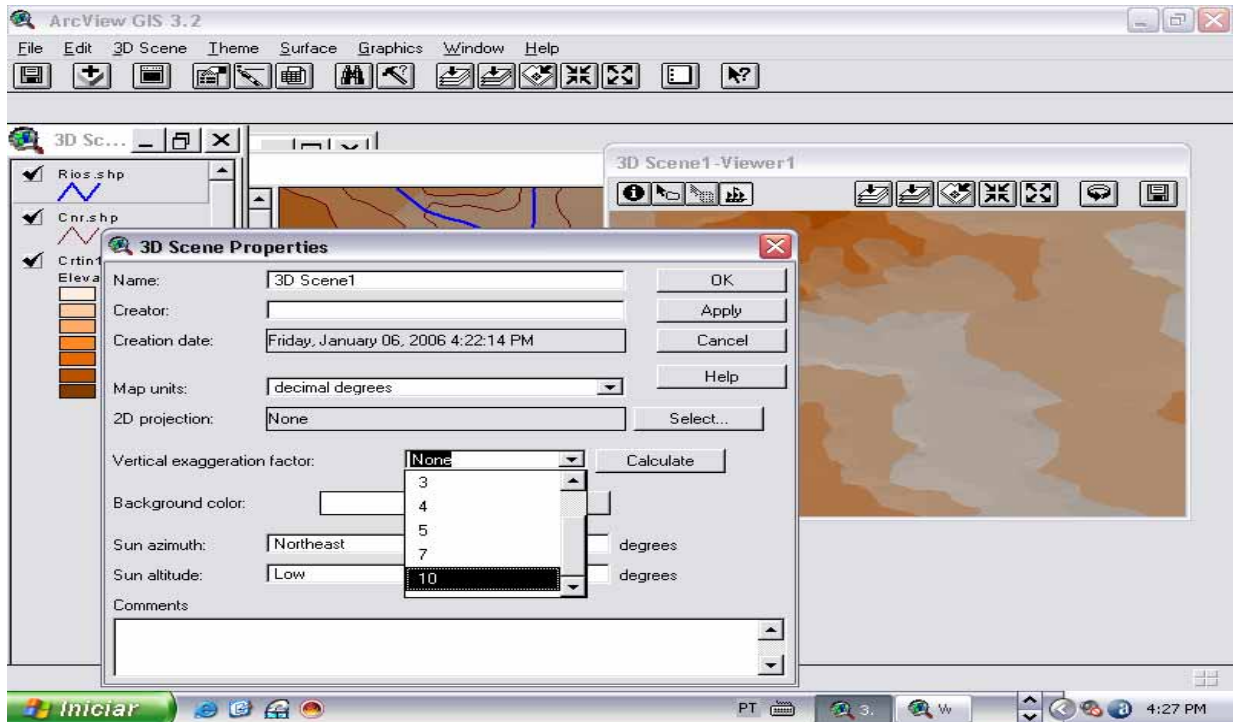 ArcView GIS 3.2
File Edit 3D Scene Theme Surface Graphics Window Help
3D Sc...
Rios.shp
Cnr.shp
Crtin1
Eleva
3D Scene1-Viewer1
3D Scene Properties
Name: 3D Scene1 OK
Creator: Apply
Creation date: Friday, January 06, 2006 4:22:14 PM Cancel
Help
Map units: decimal degrees
2D projection: None Select...
Vertical exaggeration factor: None Calculate
3
Background color:
4
5
Sun azimuth: Northeast degrees
7
Sun altitude: Low degrees
10
Comments
Iniciar PT 3. W 4:27 PM